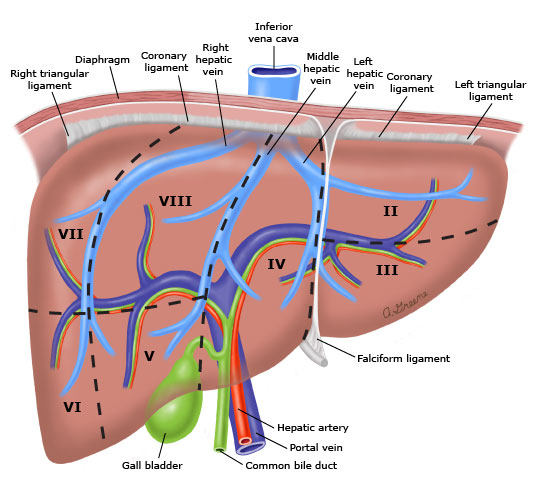 Inferior
vena cava
Right
hepatic
vein
Coronary
ligament
Diaphragm
Right triangular
ligament
Middle
hepatic
vein
Left
hepatic
vein
Coronary
ligament
Left triangular
ligament
VIII
II
VII
IV
III
A.Greene
V
Falciform ligament
VI
Hepatic artery
Portal vein
Gall bladder
Common bile duct